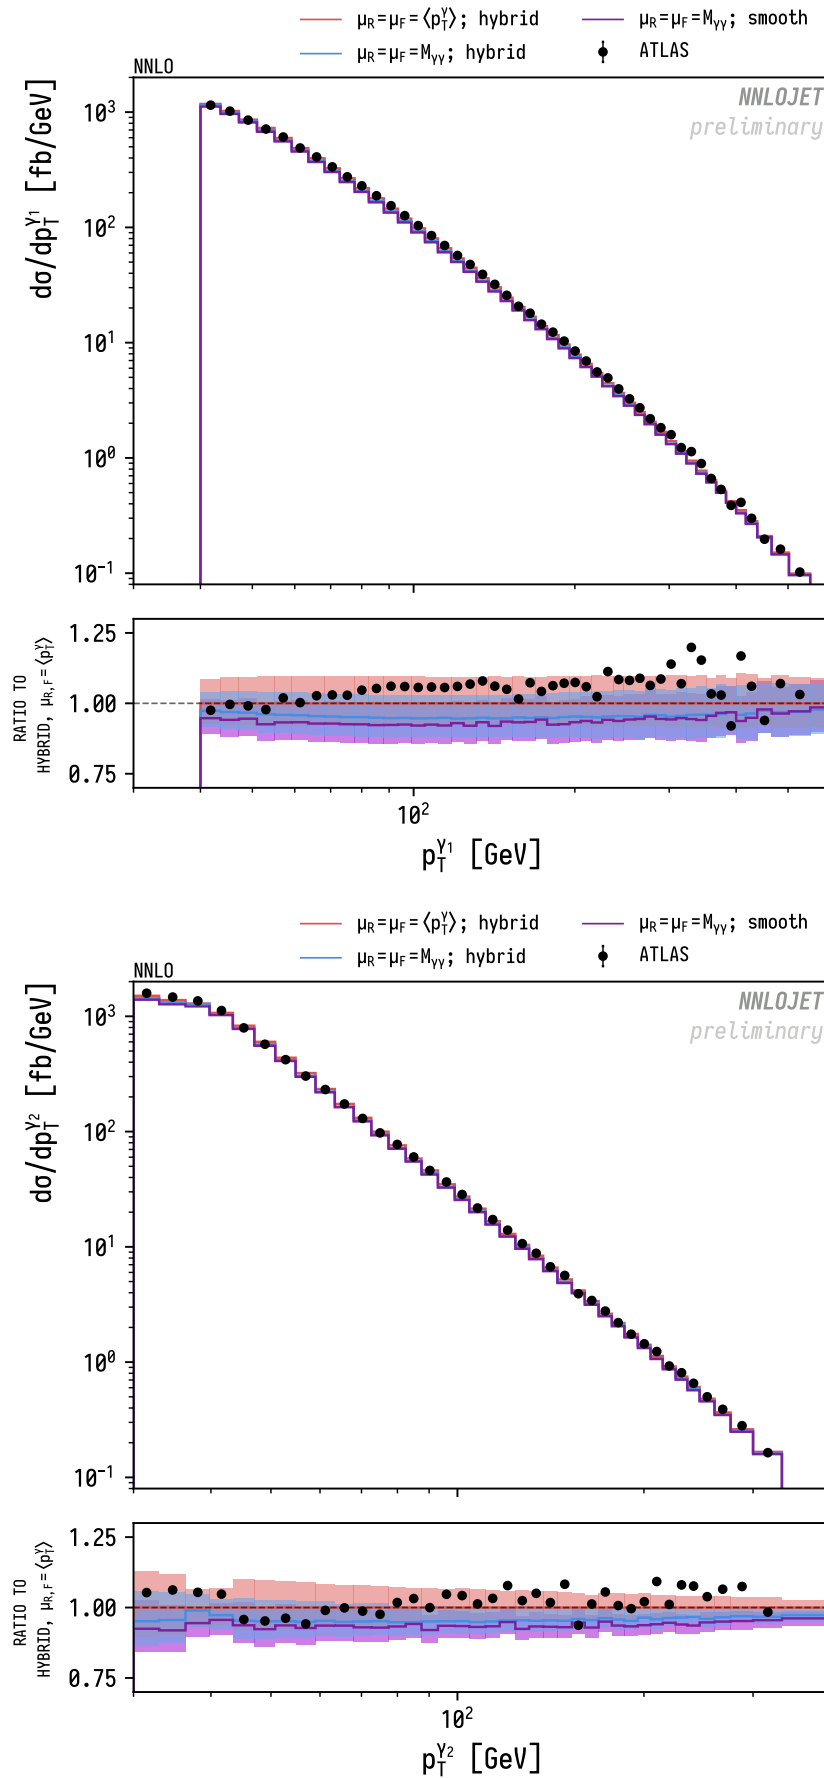 μR=μF=⟨pTγ⟩; hybrid
μR=μF=Mγγ; smooth
μR=μF=Mγγ; hybrid
ATLAS
NNLO
NNLOJET
preliminary
10³
10²
10¹
10⁰
10⁻¹
dσ/dpTγ1 [fb/GeV]
1.25
1.00
0.75
RATIO TO
HYBRID, μR,F=⟨pTγ⟩
10²
pTγ1 [GeV]
μR=μF=⟨pTγ⟩; hybrid
μR=μF=Mγγ; smooth
μR=μF=Mγγ; hybrid
ATLAS
NNLO
NNLOJET
preliminary
10³
10²
10¹
10⁰
10⁻¹
dσ/dpTγ2 [fb/GeV]
1.25
1.00
0.75
RATIO TO
HYBRID, μR,F=⟨pTγ⟩
10²
pTγ2 [GeV]